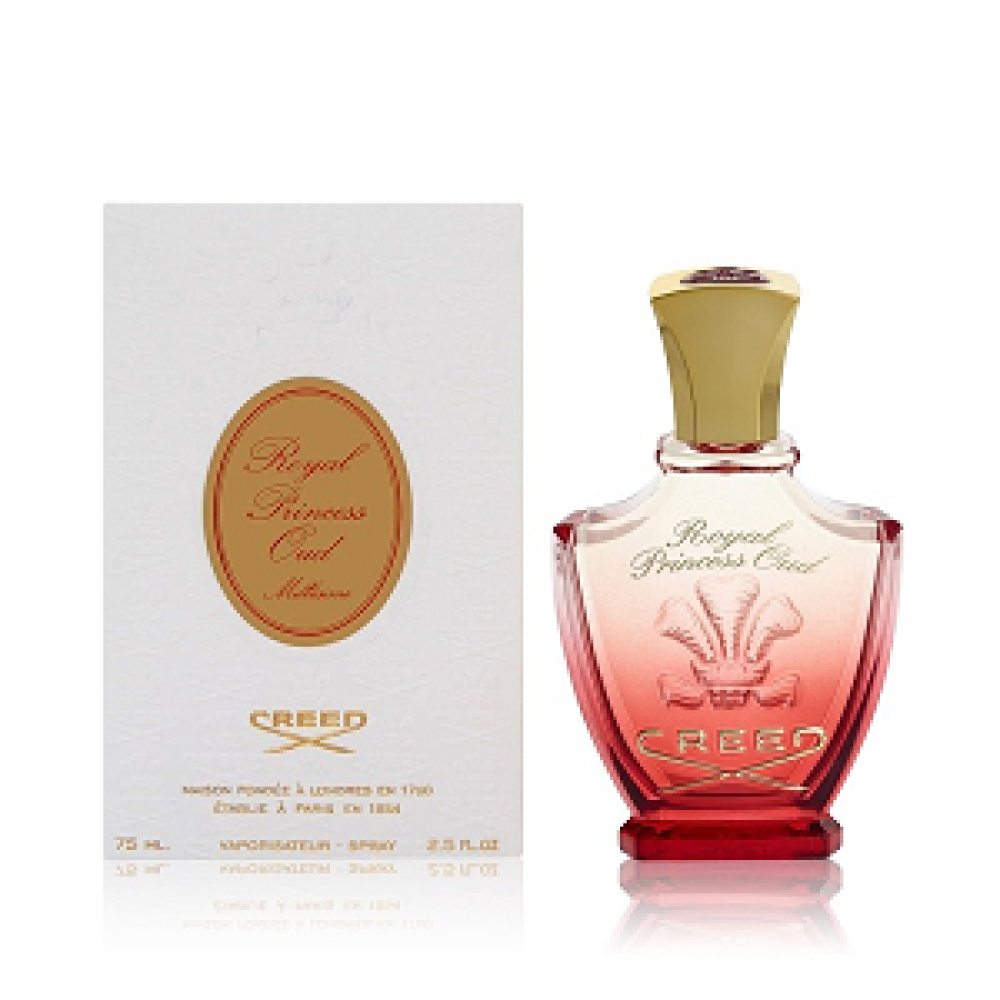 Royal
Princess
Oud
Millésime
CREED
MAISON FONDÉE À LONDRES EN 1760
ÉTABLIE À PARIS EN 1854
75 ML.
VAPORISATEUR - SPRAY
2.5 FL.OZ
Royal
Princess Oud
CREED